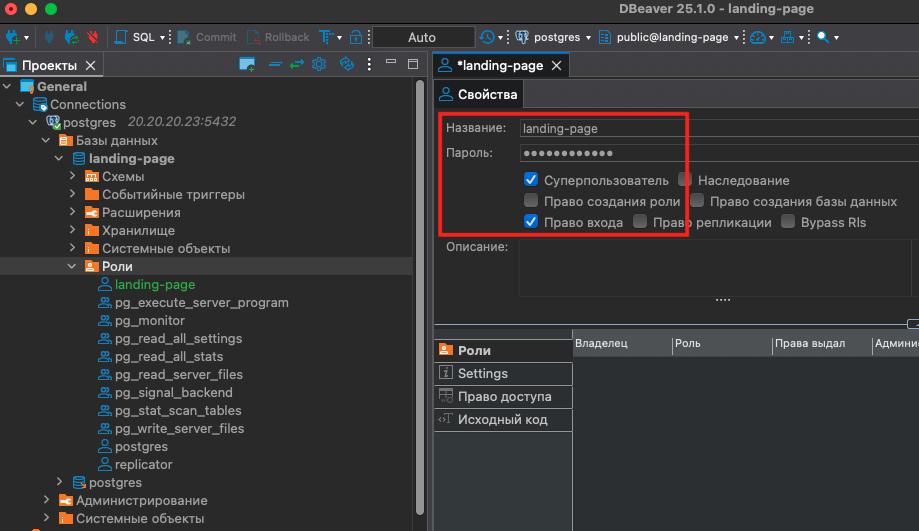 DBeaver 25.1.0 - landing-page
SQL Commit Rollback Auto postgres public@landing-page
Проекты
*landing-page
General
Connections
postgres 20.20.20.23:5432
Базы данных
landing-page
Схемы
Событийные триггеры
Расширения
Хранилище
Системные объекты
Роли
landing-page
pg_execute_server_program
pg_monitor
pg_read_all_settings
pg_read_all_stats
pg_read_server_files
pg_signal_backend
pg_stat_scan_tables
pg_write_server_files
postgres
replicator
postgres
Администрирование
Системные объекты
Свойства
Название: landing-page
Пароль: ••••••••••••
Суперпользователь Наследование
Право создания роли Право создания базы данных
Право входа Право репликации Bypass Rls
Описание:
Роли
Settings
Право доступа
Исходный код
Владелец Роль Права выдал Админис